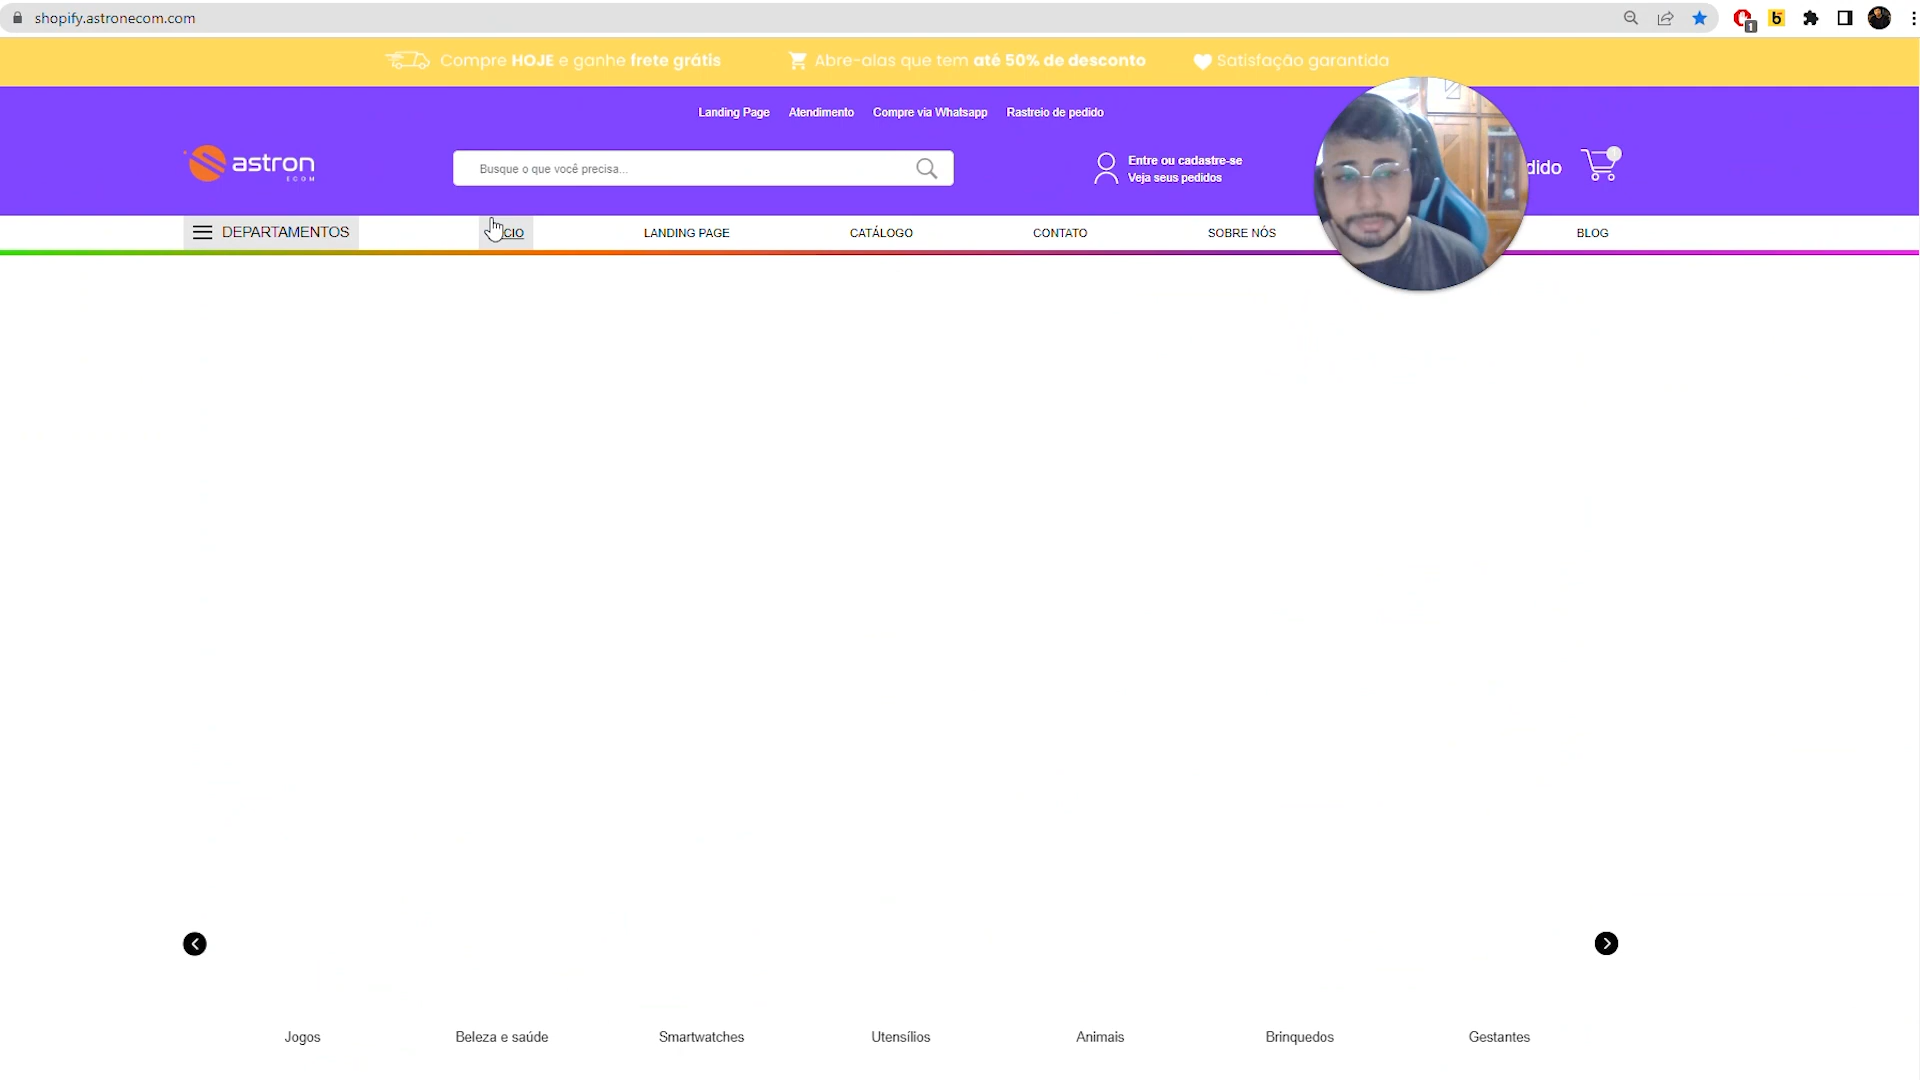 shopify.astronecom.com
1
Compre HOJE e ganhe frete grátis
Abre-alas que tem até 50% de desconto
Satisfação garantida
Landing Page
Atendimento
Compre via Whatsapp
Rastreio de pedido
astron
ECOM
Busque o que você precisa...
Entre ou cadastre-se
Veja seus pedidos
dido
DEPARTAMENTOS
CIO
LANDING PAGE
CATÁLOGO
CONTATO
SOBRE NÓS
BLOG
Jogos
Beleza e saúde
Smartwatches
Utensílios
Animais
Brinquedos
Gestantes